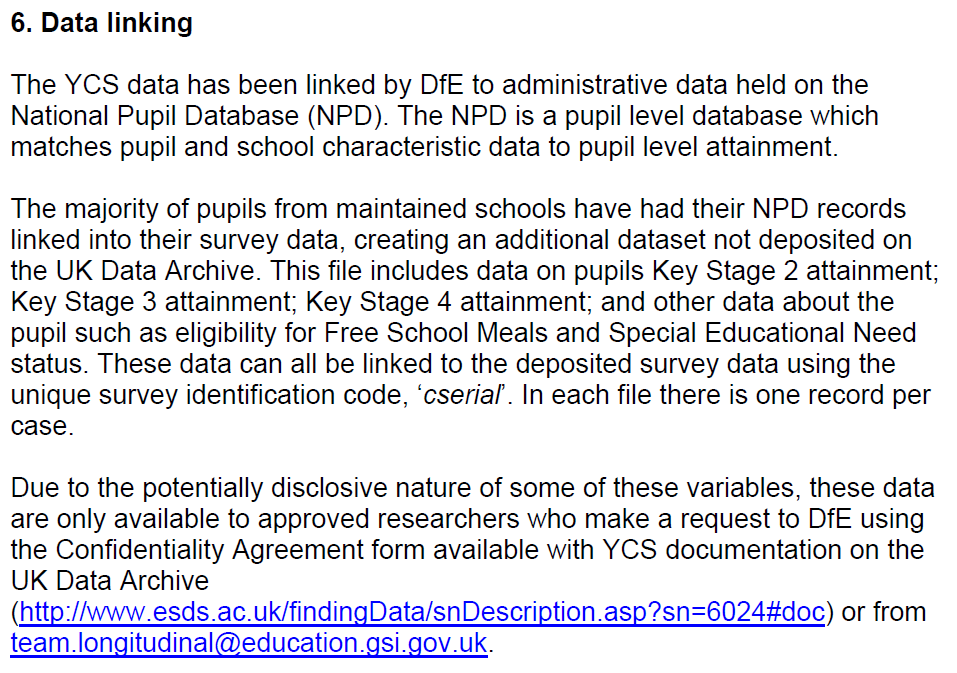 6. Data linking
The YCS data has been linked by DfE to administrative data held on the
National Pupil Database (NPD). The NPD is a pupil level database which
matches pupil and school characteristic data to pupil level attainment.
The majority of pupils from maintained schools have had their NPD records
linked into their survey data, creating an additional dataset not deposited on
the UK Data Archive. This file includes data on pupils Key Stage 2 attainment;
Key Stage 3 attainment; Key Stage 4 attainment; and other data about the
pupil such as eligibility for Free School Meals and Special Educational Need
status. These data can all be linked to the deposited survey data using the
unique survey identification code, ‘cserial’. In each file there is one record per
case.
Due to the potentially disclosive nature of some of these variables, these data
are only available to approved researchers who make a request to DfE using
the Confidentiality Agreement form available with YCS documentation on the
UK Data Archive
(http://www.esds.ac.uk/findingData/snDescription.asp?sn=6024#doc) or from
team.longitudinal@education.gsi.gov.uk.